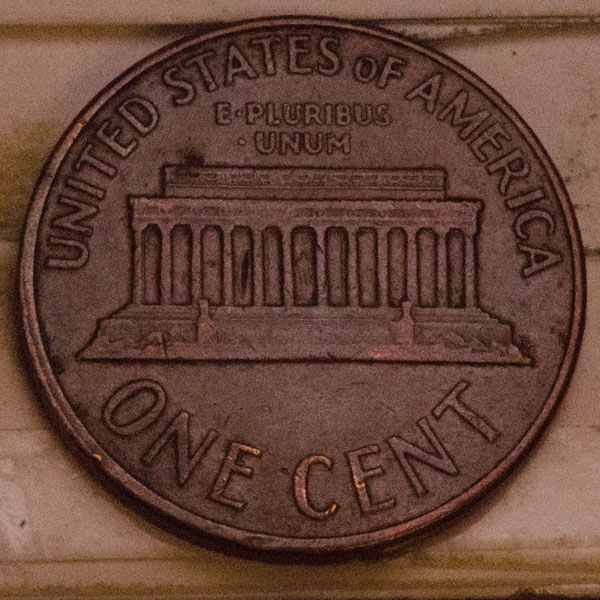 UNITED STATES OF AMERICA
E·PLURIBUS
·UNUM
ONE CENT